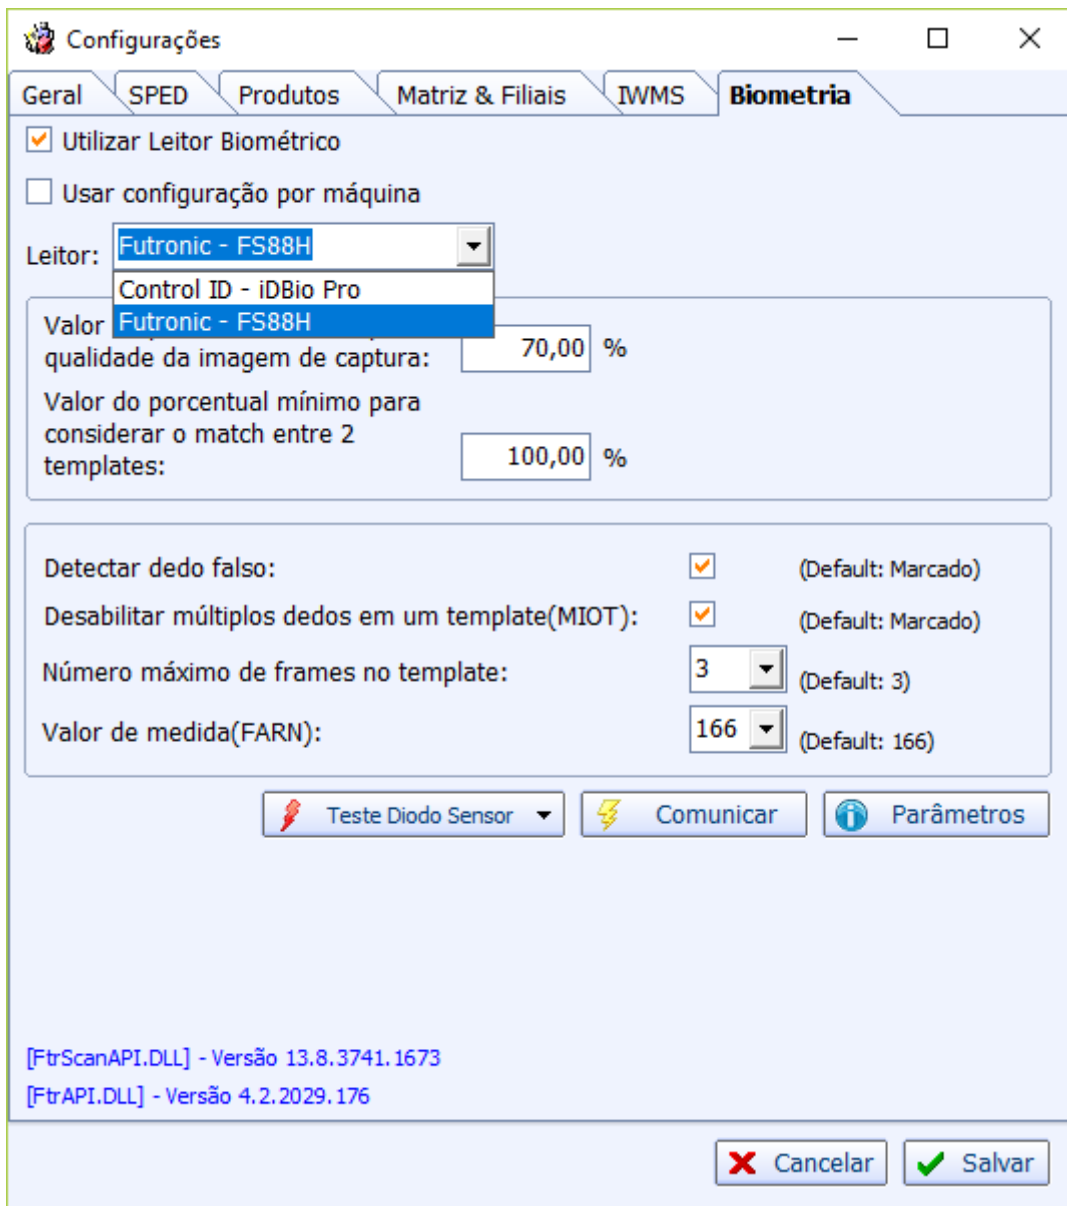 Configurações
Geral SPED Produtos Matriz & Filiais IWMS Biometria
Utilizar Leitor Biométrico
Usar configuração por máquina
Leitor: Futronic - FS88H
Control ID - iDBio Pro
Futronic - FS88H
Valor
qualidade da imagem de captura: 70,00 %
Valor do porcentual mínimo para
considerar o match entre 2
templates: 100,00 %
Detectar dedo falso: (Default: Marcado)
Desabilitar múltiplos dedos em um template(MIOT): (Default: Marcado)
Número máximo de frames no template: 3 (Default: 3)
Valor de medida(FARN): 166 (Default: 166)
Teste Diodo Sensor Comunicar Parâmetros
[FtrScanAPI.DLL] - Versão 13.8.3741.1673
[FtrAPI.DLL] - Versão 4.2.2029.176
Cancelar Salvar